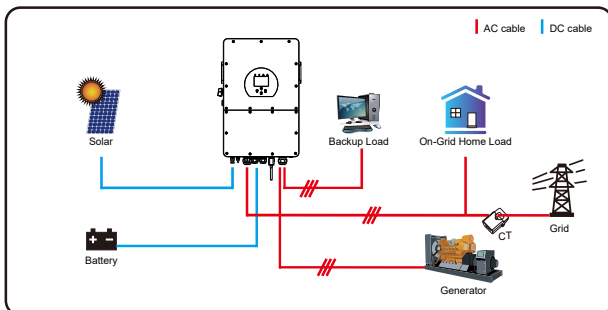 AC cable
DC cable
Solar
Backup Load
On-Grid Home Load
CT
Grid
Battery
Generator